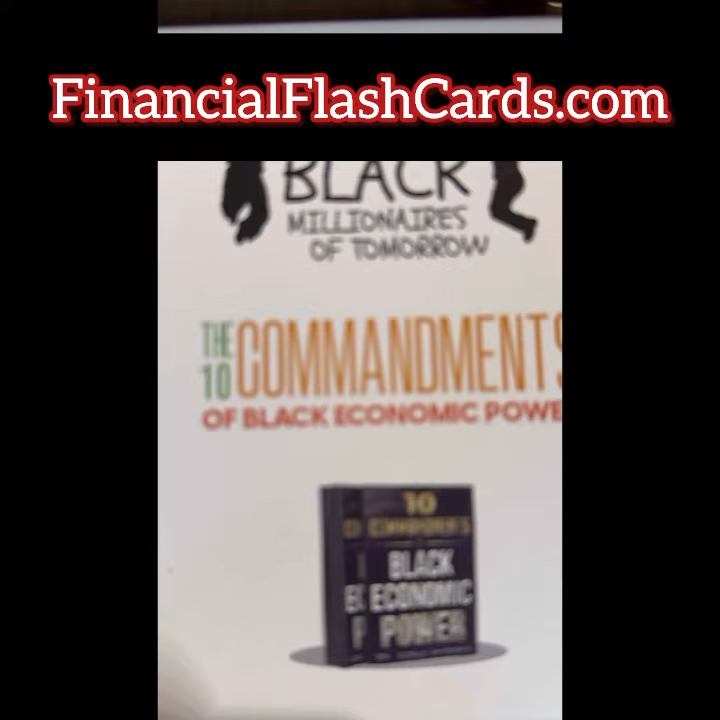 FinancialFlashCards.com
BLACK
MILLIONAIRES
OF TOMORROW
THE
10
COMMANDMENTS
OF BLACK ECONOMIC POWE
10
BLACK
ECONOMIC
POWER